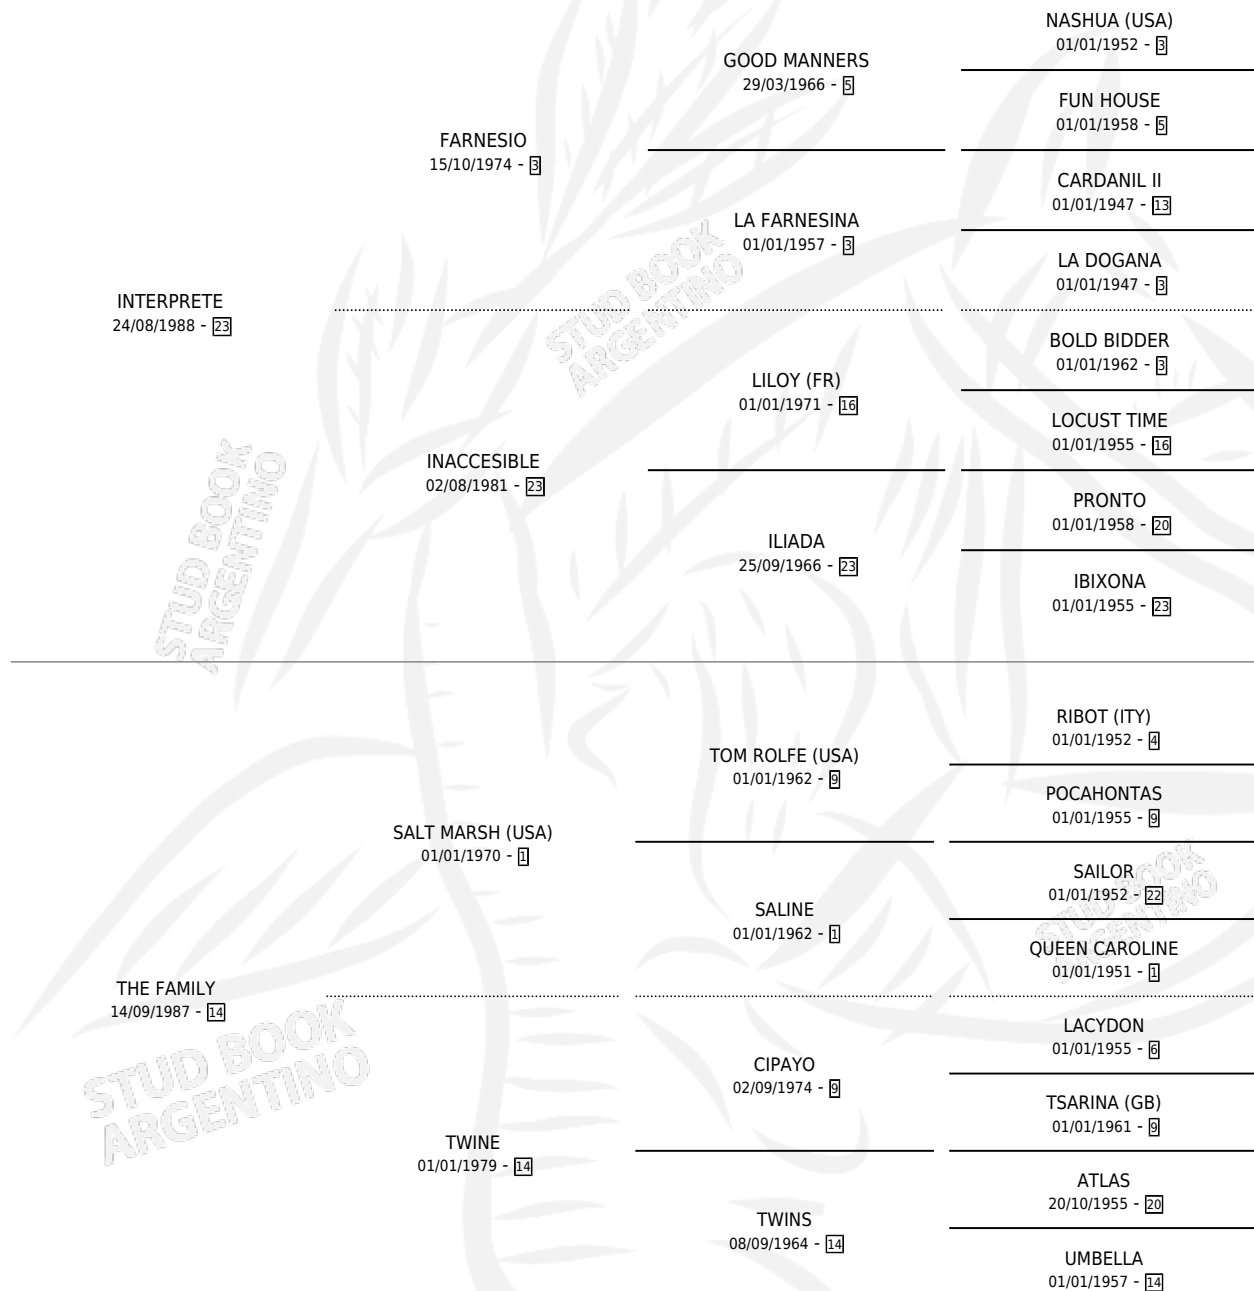 NASHUA (USA)
01/01/1952 - 3
GOOD MANNERS
29/03/1966 - 5
FUN HOUSE
01/01/1958 - 5
FARNESIO
15/10/1974 - 3
CARDANIL II
01/01/1947 - 13
LA FARNESINA
01/01/1957 - 3
LA DOGANA
01/01/1947 - 3
INTERPRETE
24/08/1988 - 23
STUD BOOK
ARGENTINO
BOLD BIDDER
01/01/1962 - 3
LILOY (FR)
01/01/1971 - 16
LOCUST TIME
01/01/1955 - 16
INACCESIBLE
02/08/1981 - 23
PRONTO
01/01/1958 - 20
ILIADA
25/09/1966 - 23
IBIXONA
01/01/1955 - 23
STUD BOOK
ARGENTINO
RIBOT (ITY)
01/01/1952 - 4
TOM ROLFE (USA)
01/01/1962 - 9
POCAHONTAS
01/01/1955 - 9
SALT MARSH (USA)
01/01/1970 - 1
SAILOR
01/01/1952 - 22
SALINE
01/01/1962 - 1
QUEEN CAROLINE
01/01/1951 - 1
STUD BOOK
ARGENTINO
THE FAMILY
14/09/1987 - 14
LACYDON
01/01/1955 - 6
CIPAYO
02/09/1974 - 9
TSARINA (GB)
01/01/1961 - 9
STUD BOOK
ARGENTINO
TWINE
01/01/1979 - 14
ATLAS
20/10/1955 - 20
TWINS
08/09/1964 - 14
UMBELLA
01/01/1957 - 14